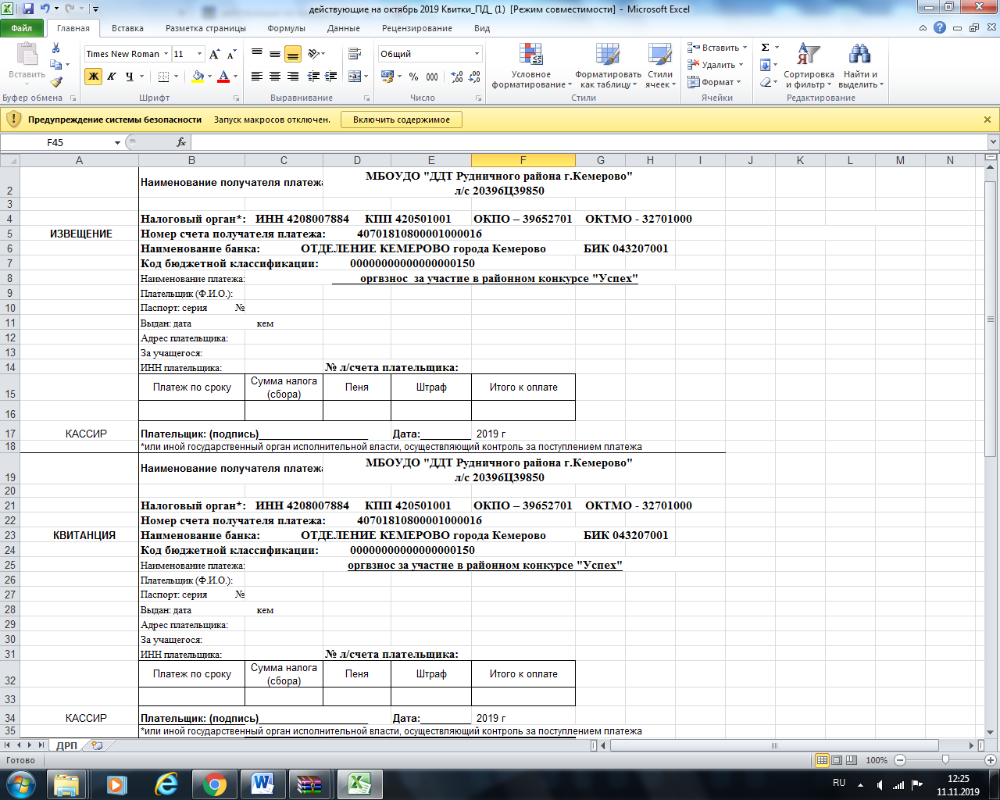 действующие на октябрь 2019 Квитки_ПД_ (1) [Режим совместимости] - Microsoft Excel
Файл Главная Вставка Разметка страницы Формулы Данные Рецензирование Вид
Вставить
Буфер обмена
Times New Roman 11
Ж К Ч
Шрифт
Выравнивание
Общий
% 000
Число
Условное форматирование
Форматировать как таблицу
Стили ячеек
Стили
Вставить
Удалить
Формат
Ячейки
Σ
Сортировка и фильтр
Найти и выделить
Редактирование
Предупреждение системы безопасности Запуск макросов отключен. Включить содержимое
F45 fx
A B C D E F G H I J K L M N
2 Наименование получателя платежа МБОУДО "ДДТ Рудничного района г.Кемерово"
л/с 20396Ц39850
3
4 Налоговый орган*: ИНН 4208007884 КПП 420501001 ОКПО – 39652701 ОКТМО - 32701000
5 ИЗВЕЩЕНИЕ Номер счета получателя платежа: 40701810800001000016
6 Наименование банка: ОТДЕЛЕНИЕ КЕМЕРОВО города Кемерово БИК 043207001
7 Код бюджетной классификации: 00000000000000000150
8 Наименование платежа: оргвзнос за участие в районном конкурсе "Успех"
9 Плательщик (Ф.И.О.):
10 Паспорт: серия №
11 Выдан: дата кем
12 Адрес плательщика:
13 За учащегося:
14 ИНН плательщика: № л/счета плательщика:
15 Платеж по сроку Сумма налога (сбора) Пеня Штраф Итого к оплате
16
17 КАССИР Плательщик: (подпись)__________________ Дата:_________ 2019 г
18 *или иной государственный орган исполнительной власти, осуществляющий контроль за поступлением платежа
19 Наименование получателя платежа МБОУДО "ДДТ Рудничного района г.Кемерово"
л/с 20396Ц39850
20
21 Налоговый орган*: ИНН 4208007884 КПП 420501001 ОКПО – 39652701 ОКТМО - 32701000
22 Номер счета получателя платежа: 40701810800001000016
23 КВИТАНЦИЯ Наименование банка: ОТДЕЛЕНИЕ КЕМЕРОВО города Кемерово БИК 043207001
24 Код бюджетной классификации: 00000000000000000150
25 Наименование платежа: оргвзнос за участие в районном конкурсе "Успех"
26 Плательщик (Ф.И.О.):
27 Паспорт: серия №
28 Выдан: дата кем
29 Адрес плательщика:
30 За учащегося:
31 ИНН плательщика: № л/счета плательщика:
32 Платеж по сроку Сумма налога (сбора) Пеня Штраф Итого к оплате
33
34 КАССИР Плательщик: (подпись)__________________ Дата:_________ 2019 г
35 *или иной государственный орган исполнительной власти, осуществляющий контроль за поступлением платежа
ДРП
Готово 100%
RU 12:25
11.11.2019